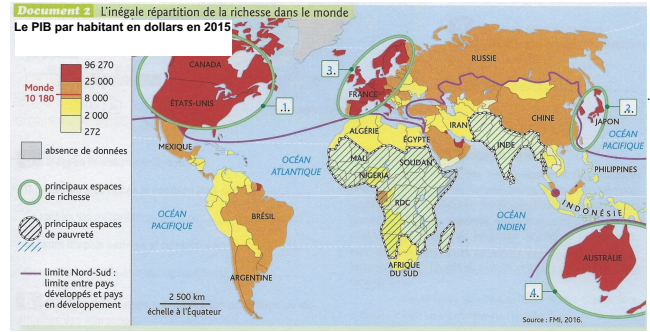 Document 2 L'inégale répartition de la richesse dans le monde
Le PIB par habitant en dollars en 2015
96 270
25 000
Monde
10 180
8 000
2 000
272
absence de données
principaux espaces
de richesse
principaux espaces
de pauvreté
limite Nord-Sud :
limite entre pays
développés et pays
en développement
CANADA
ÉTATS-UNIS
.1.
3.
FRANCE
RUSSIE
.2.
JAPON
OCÉAN
PACIFIQUE
CHINE
IRAN
INDE
ALGÉRIE
ÉGYPTE
MEXIQUE
MALI
SOUDAN
NIGERIA
RDC
OCÉAN
ATLANTIQUE
PHILIPPINES
INDONÉSIE
OCÉAN
PACIFIQUE
BRÉSIL
OCÉAN
INDIEN
AUSTRALIE
ARGENTINE
AFRIQUE
DU SUD
4.
2 500 km
échelle à l'Équateur
Source : FMI, 2016.